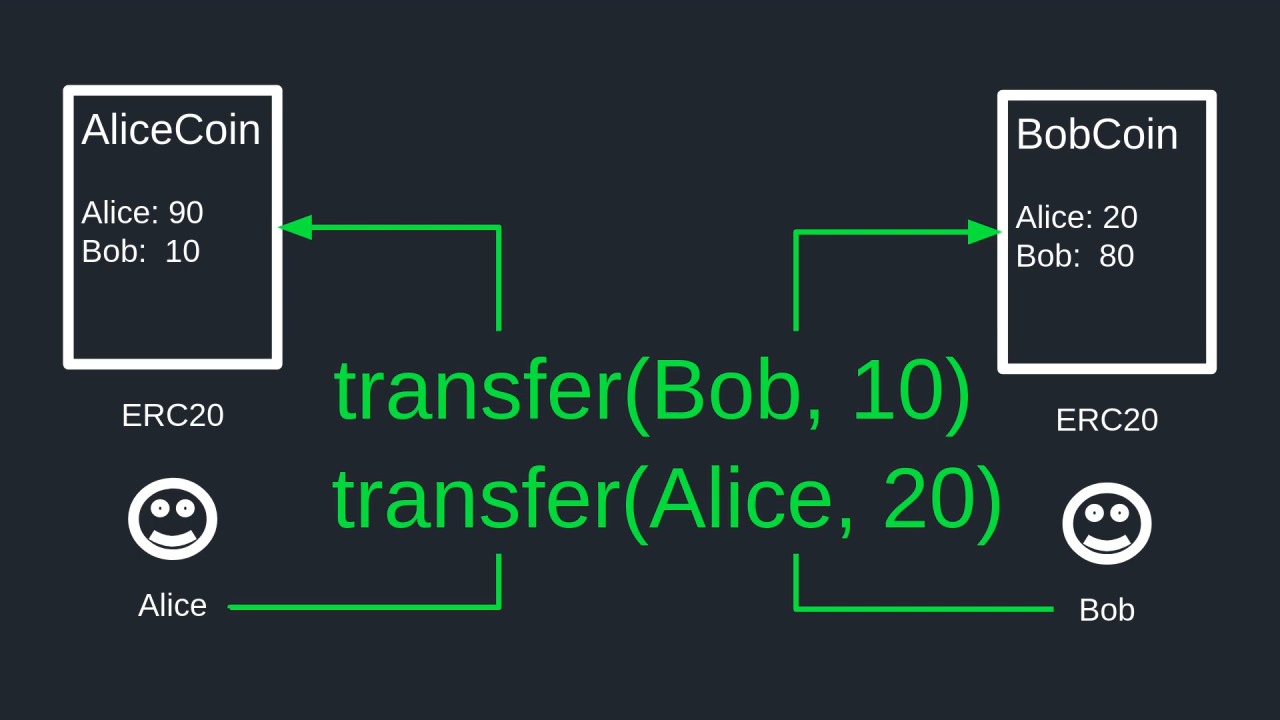 AliceCoin
Alice: 90
Bob:  10
ERC20
Alice
transfer(Bob, 10)
transfer(Alice, 20)
BobCoin
Alice: 20
Bob:  80
ERC20
Bob